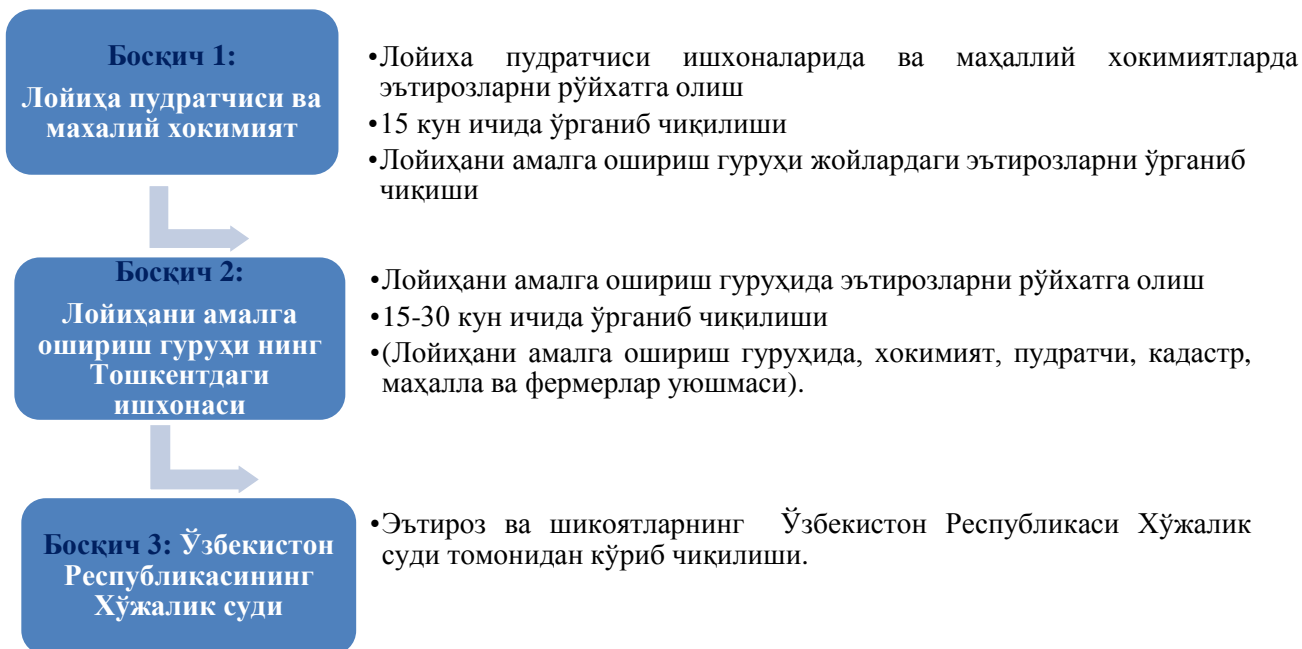 Босқич 1:
Лойиҳа пудратчиси ва
махалий хокимият
•Лойиха пудратчиси ишхоналарида ва маҳаллий хокимиятларда
эътирозларни рўйхатга олиш
•15 кун ичида ўрганиб чиқилиши
•Лойиҳани амалга ошириш гуруҳи жойлардаги эътирозларни ўрганиб
чиқиши
Босқич 2:
Лойиҳани амалга
ошириш гуруҳи нинг
Тошкентдаги
ишхонаси
•Лойиҳани амалга ошириш гуруҳида эътирозларни рўйхатга олиш
•15-30 кун ичида ўрганиб чиқилиши
•(Лойиҳани амалга ошириш гуруҳида, хокимият, пудратчи, кадастр,
маҳалла ва фермерлар уюшмаси).
Босқич 3: Ўзбекистон
Республикасининг
Хўжалик суди
•Эътироз ва шикоятларнинг Ўзбекистон Республикаси Хўжалик
суди томонидан кўриб чиқилиши.